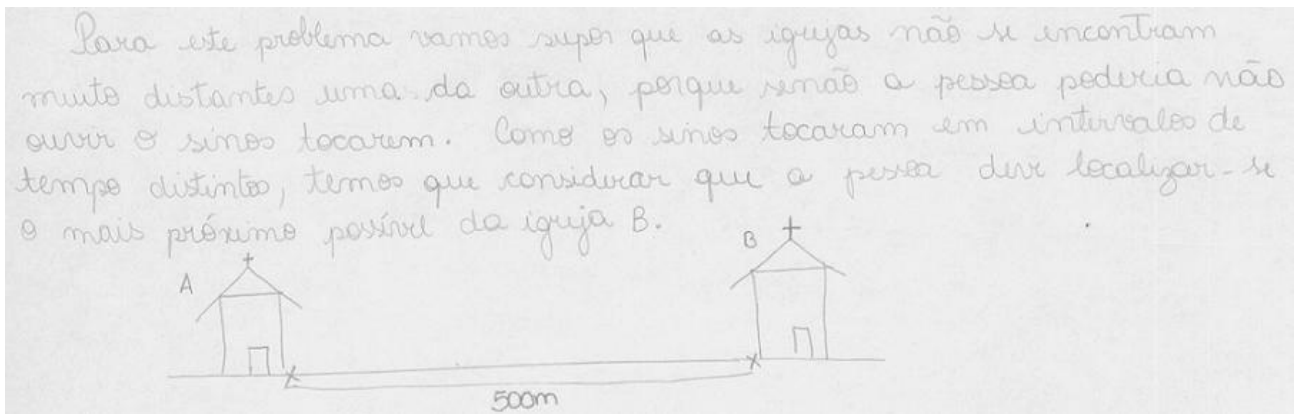 Para este problema vamos supor que as igrejas não se encontram
muito distantes uma da outra, porque senão a pessoa poderia não
ouvir o sinos tocarem. Como os sinos tocaram em intervalos de
tempo distintos, temos que considerar que a pessoa deve localizar-se
o mais próximo possível da igreja B.
A
B
500m